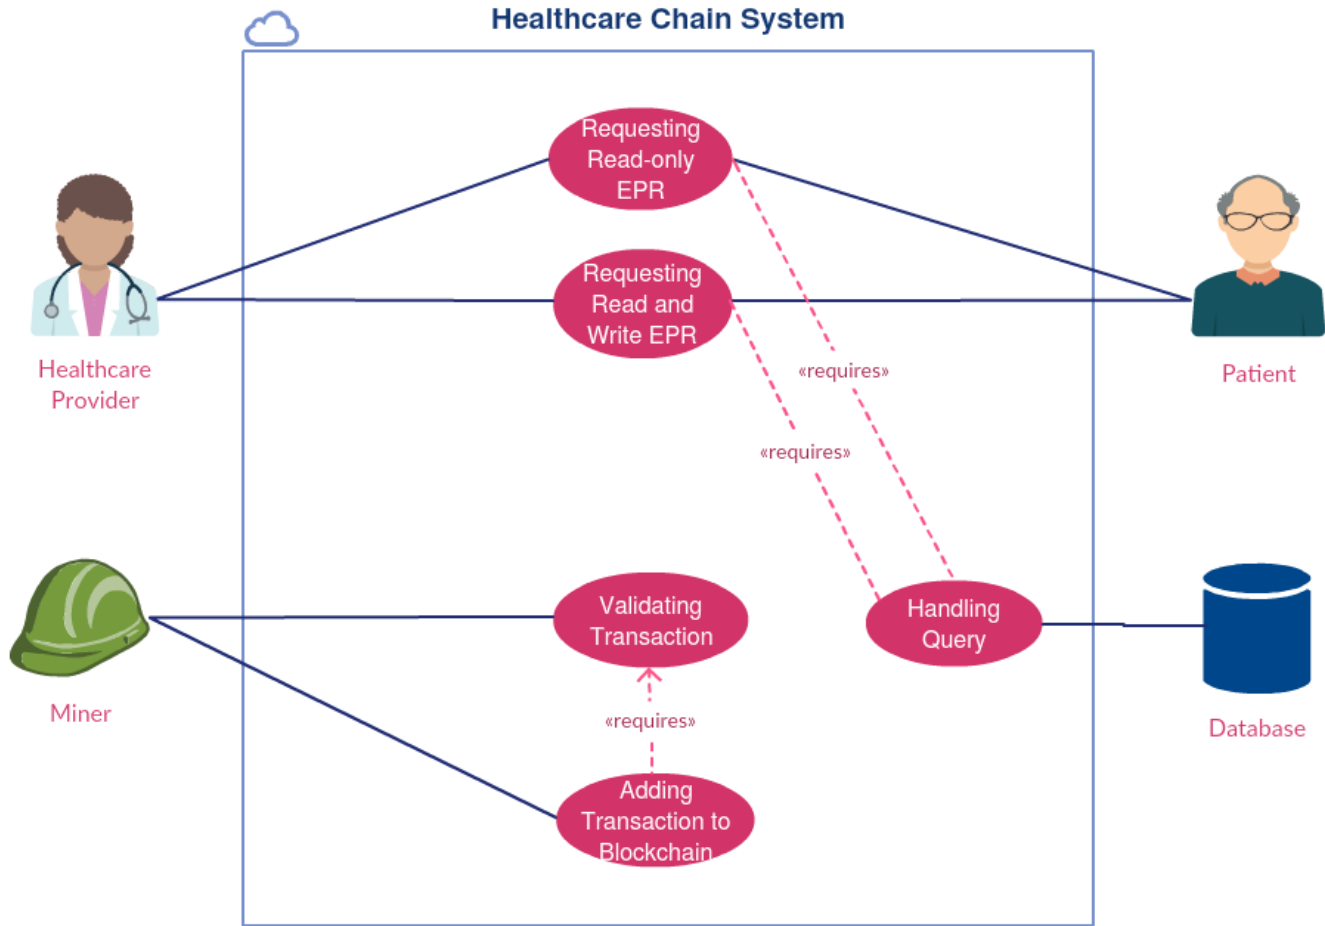 Healthcare Chain System
Requesting
Read-only
EPR
Requesting
Read and
Write EPR
Healthcare
Provider
«requires»
Patient
«requires»
Validating
Transaction
Handling
Query
Miner
«requires»
Database
Adding
Transaction to
Blockchain